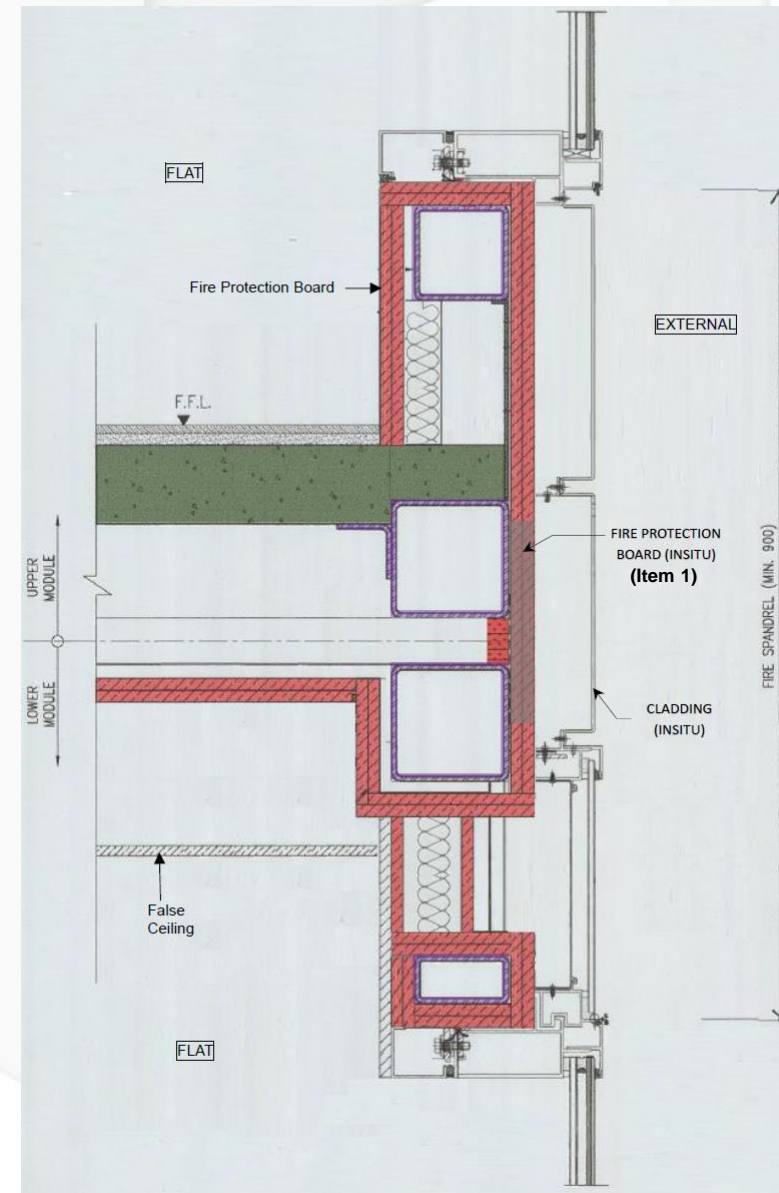 FLAT
Fire Protection Board
EXTERNAL
F.F.L.
FIRE PROTECTION
BOARD (INSITU)
(Item 1)
UPPER
MODULE
LOWER
MODULE
FIRE SPANDREL (MIN. 900)
CLADDING
(INSITU)
False
Ceiling
FLAT